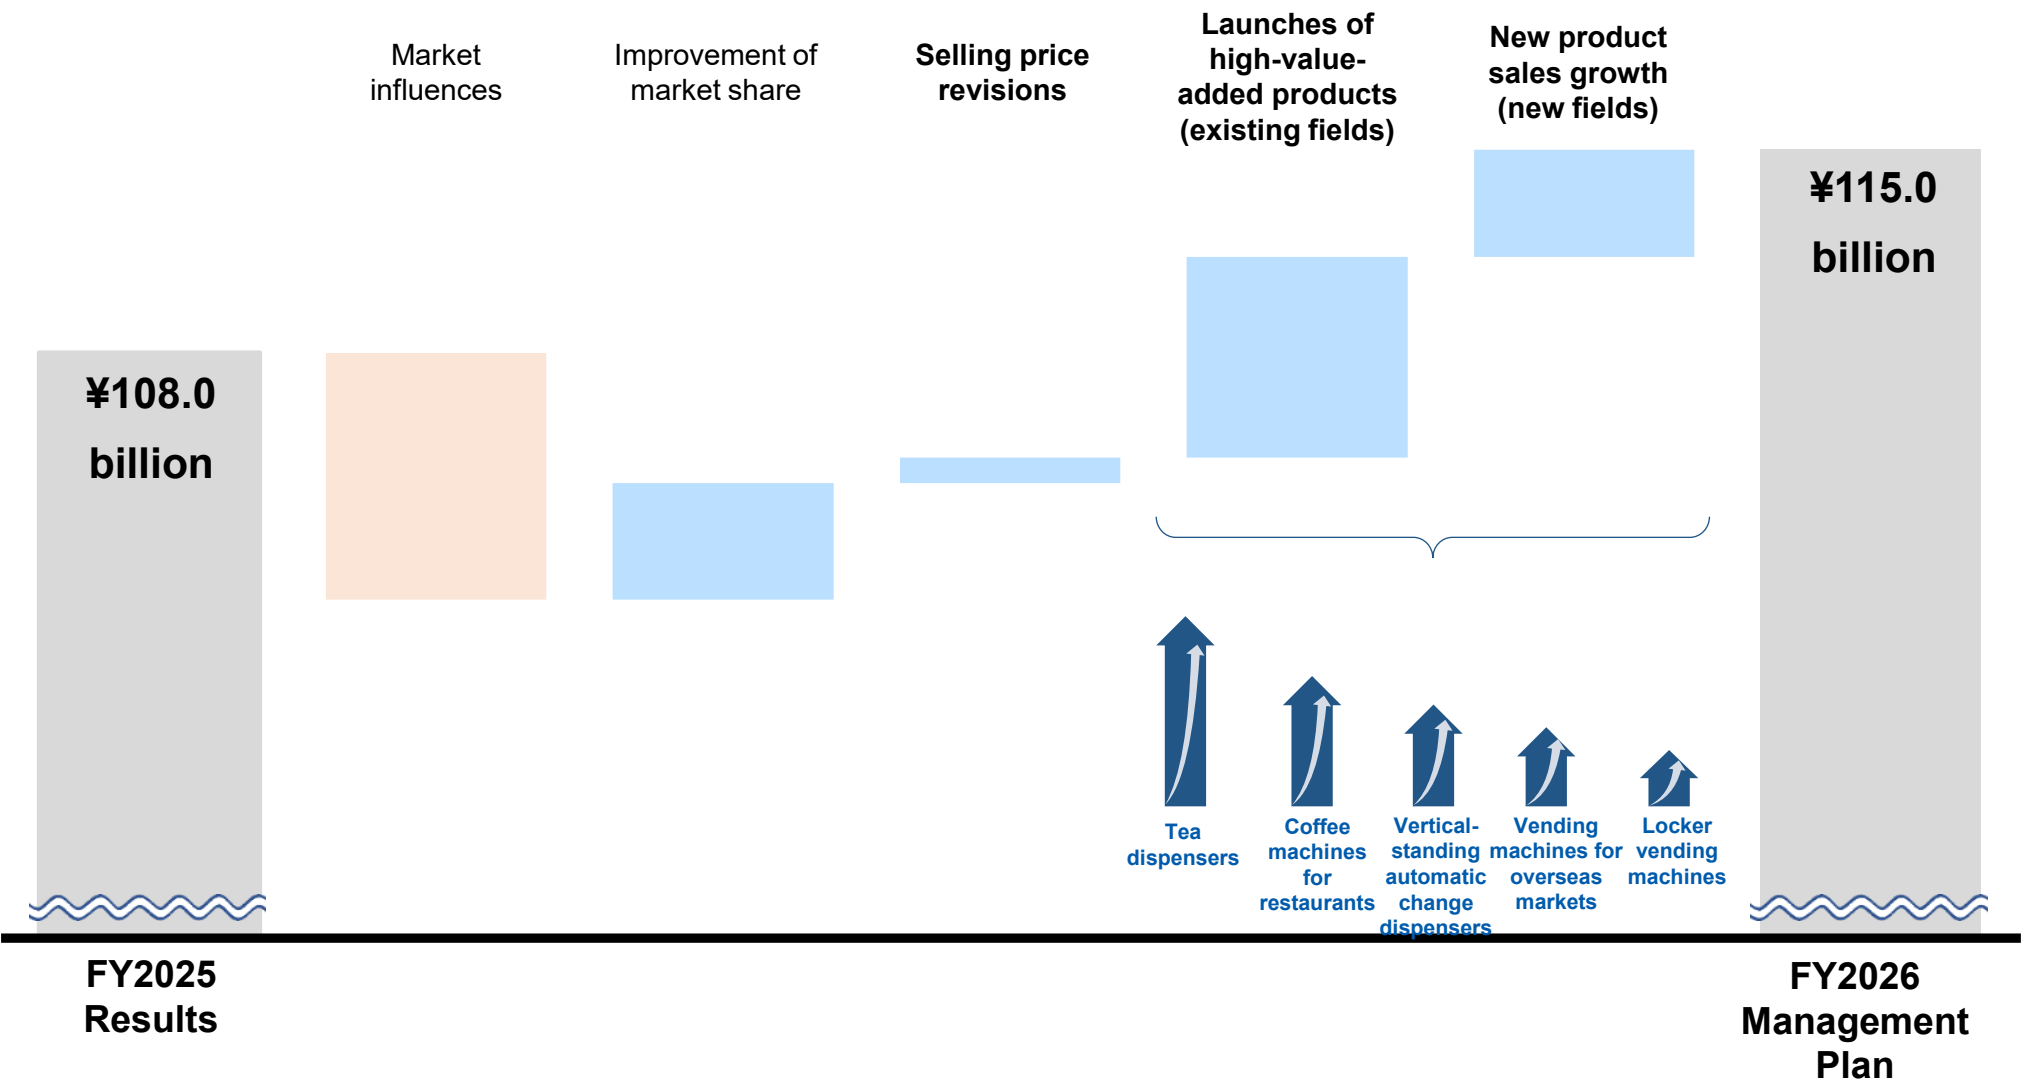 Market
influences
Improvement of
market share
Selling price
revisions
Launches of
high-value-
added products
(existing fields)
New product
sales growth
(new fields)
¥108.0
billion
¥115.0
billion
Tea
dispensers
Coffee
machines
for
restaurants
Vertical-
standing
automatic
change
dispensers
Vending
machines for
overseas
markets
Locker
vending
machines
FY2025
Results
FY2026
Management
Plan